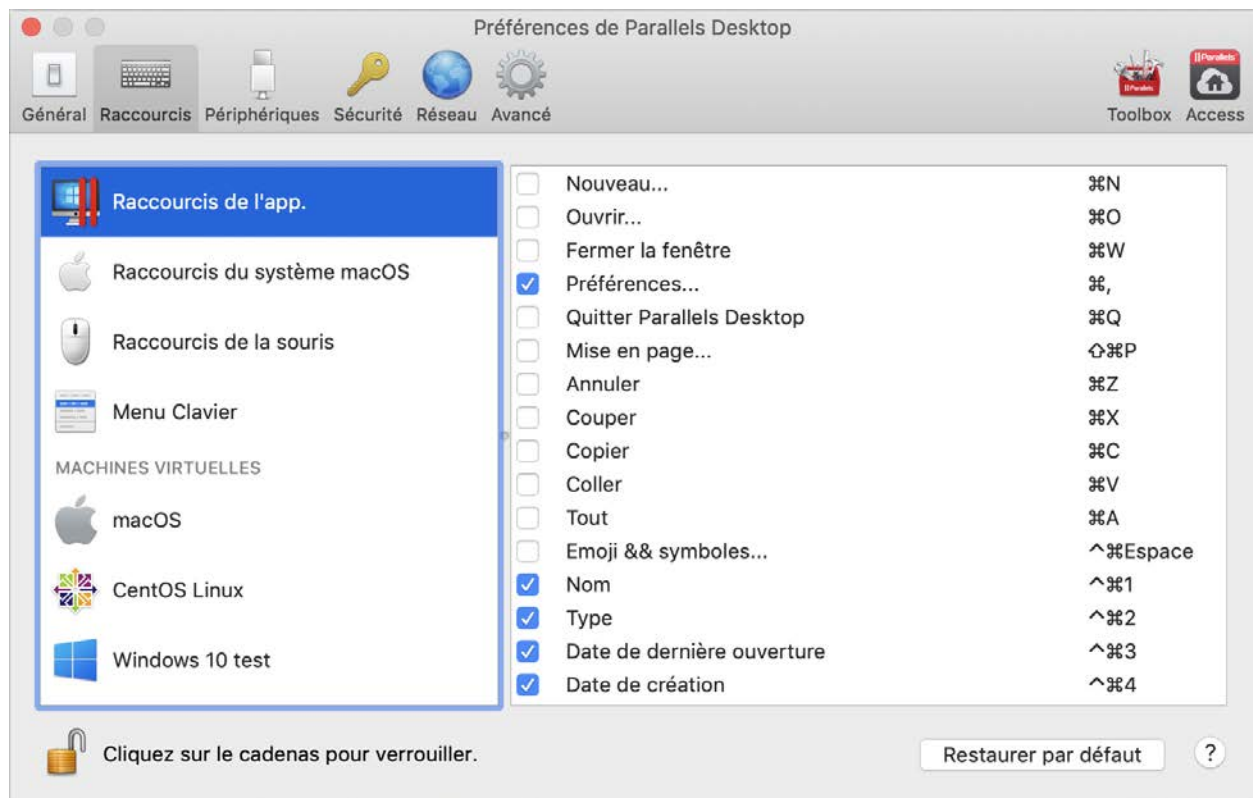 Préférences de Parallels Desktop
Général Raccourcis Périphériques Sécurité Réseau Avancé Toolbox Access
Raccourcis de l'app.
Raccourcis du système macOS
Raccourcis de la souris
Menu Clavier
MACHINES VIRTUELLES
macOS
CentOS Linux
Windows 10 test
Nouveau... ⌘N
Ouvrir... ⌘O
Fermer la fenêtre ⌘W
Préférences... ⌘,
Quitter Parallels Desktop ⌘Q
Mise en page... ⇧⌘P
Annuler ⌘Z
Couper ⌘X
Copier ⌘C
Coller ⌘V
Tout ⌘A
Emoji && symboles... ^⌘Espace
Nom ^⌘1
Type ^⌘2
Date de dernière ouverture ^⌘3
Date de création ^⌘4
Cliquez sur le cadenas pour verrouiller.
Restaurer par défaut ?